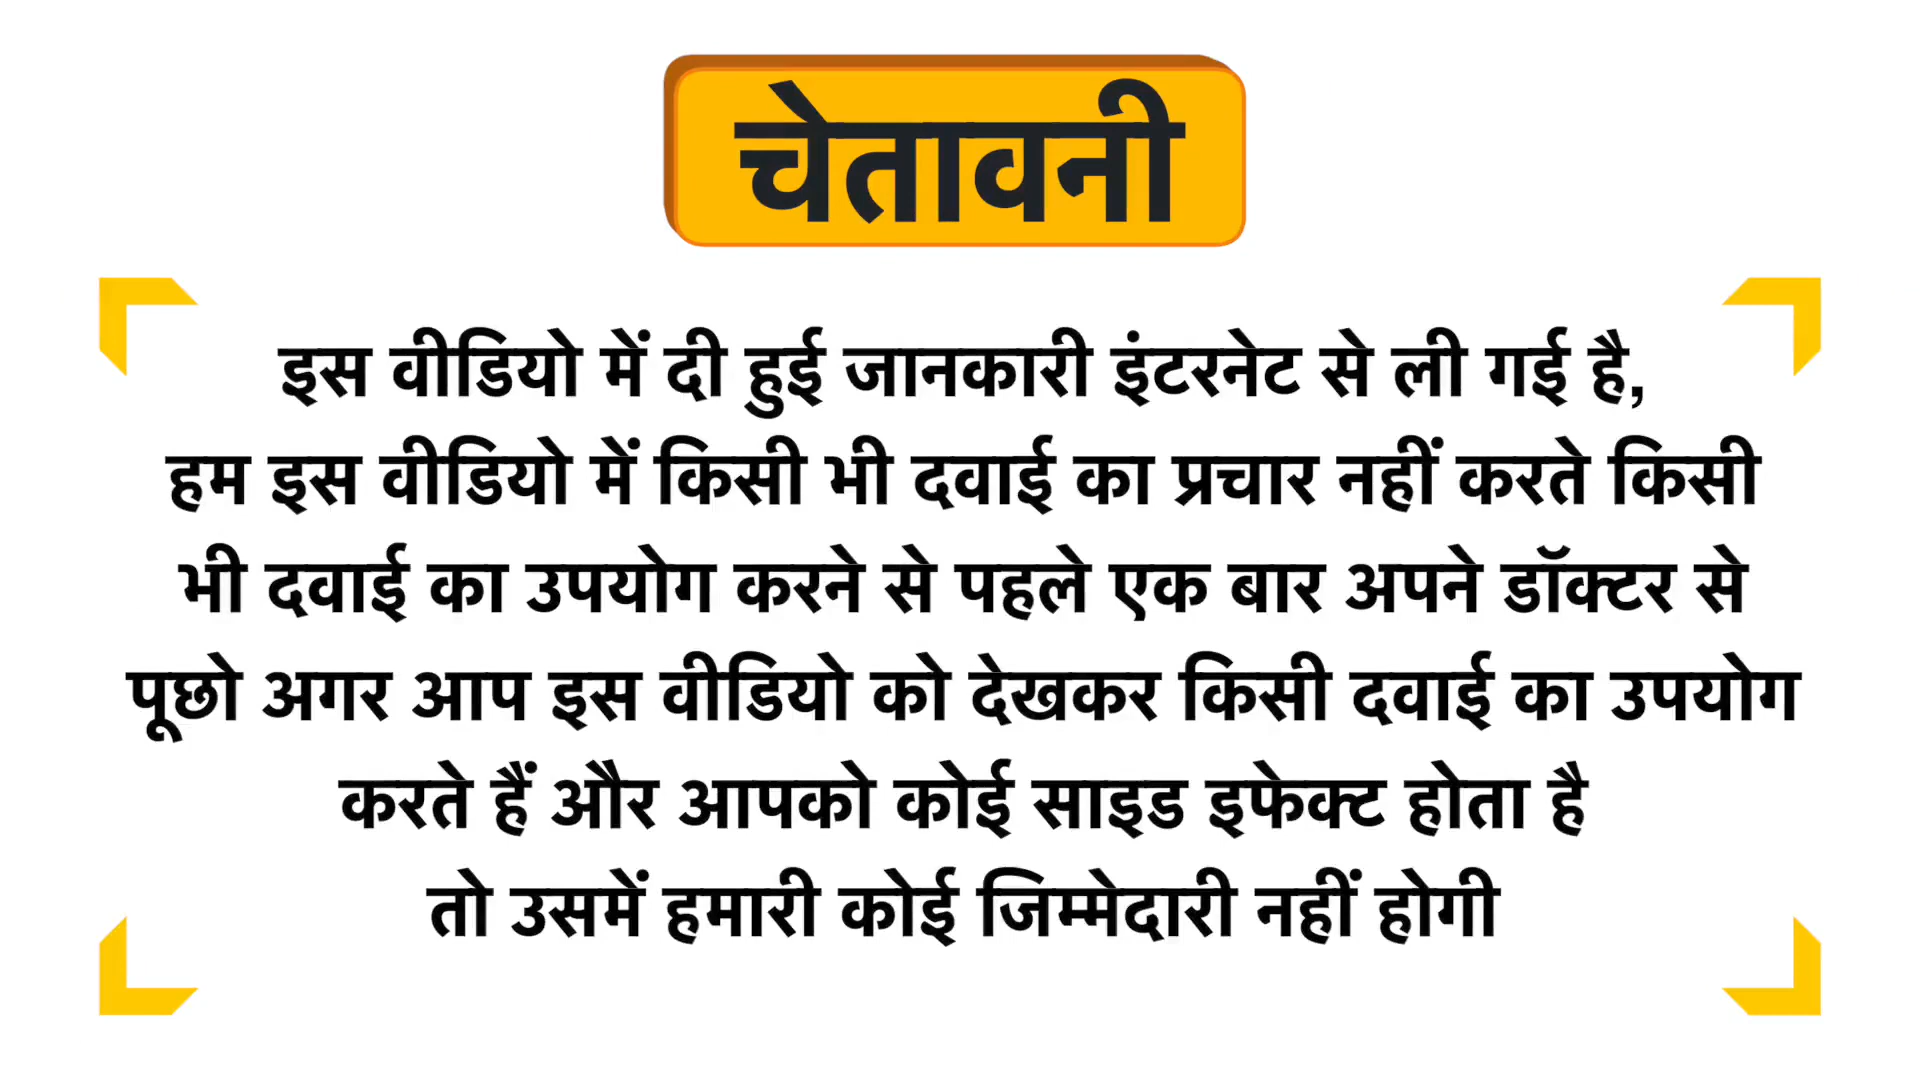 चेतावनी
इस वीडियो में दी हुई जानकारी इंटरनेट से ली गई है,
हम इस वीडियो में किसी भी दवाई का प्रचार नहीं करते किसी
भी दवाई का उपयोग करने से पहले एक बार अपने डॉक्टर से
पूछो अगर आप इस वीडियो को देखकर किसी दवाई का उपयोग
करते हैं और आपको कोई साइड इफेक्ट होता है
तो उसमें हमारी कोई जिम्मेदारी नहीं होगी